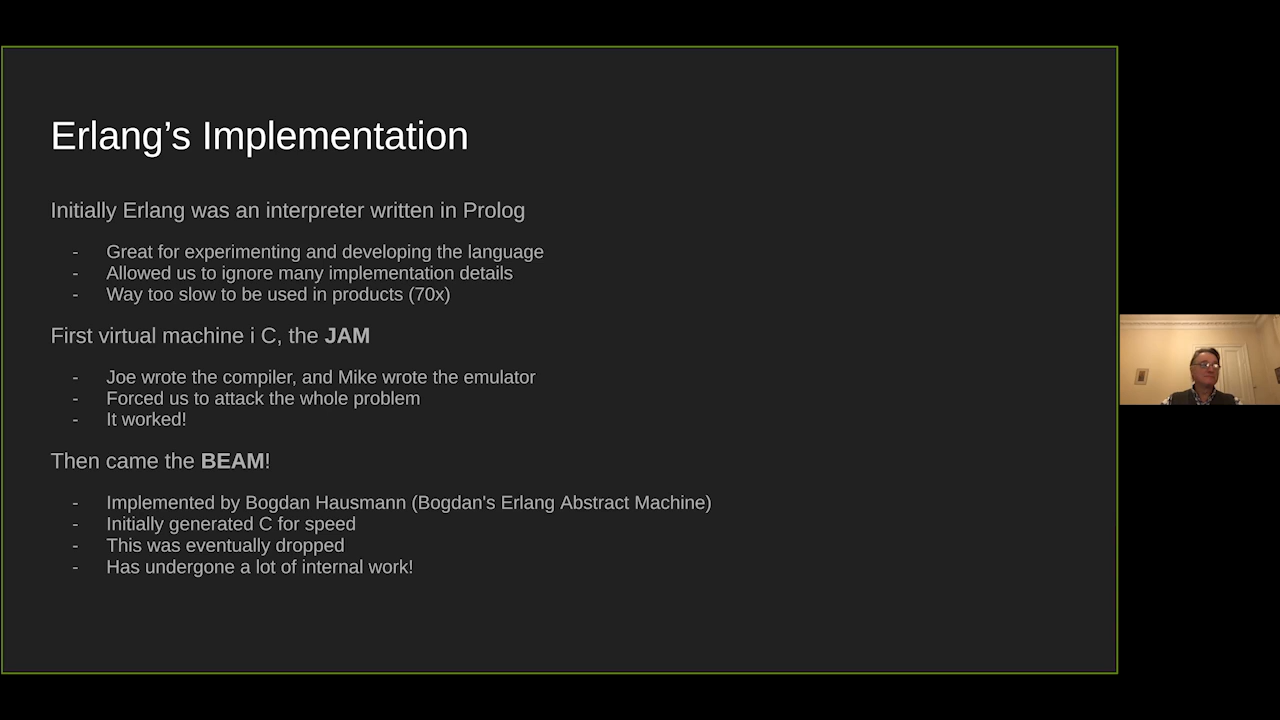 Erlang’s Implementation
Initially Erlang was an interpreter written in Prolog
- Great for experimenting and developing the language
- Allowed us to ignore many implementation details
- Way too slow to be used in products (70x)
First virtual machine i C, the JAM
- Joe wrote the compiler, and Mike wrote the emulator
- Forced us to attack the whole problem
- It worked!
Then came the BEAM!
- Implemented by Bogdan Hausmann (Bogdan's Erlang Abstract Machine)
- Initially generated C for speed
- This was eventually dropped
- Has undergone a lot of internal work!